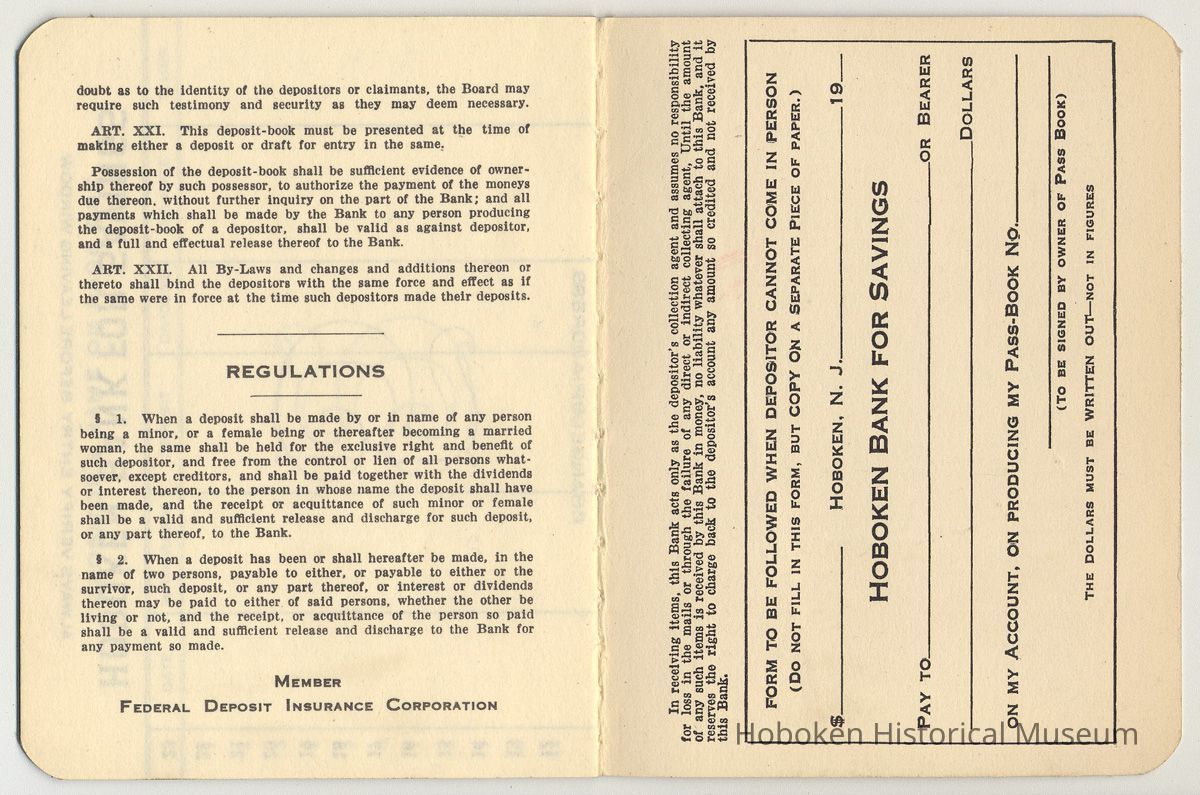 doubt as to the identity of the depositors or claimants, the Board may
require such testimony and security as they may deem necessary.
ART. XXI. This deposit-book must be presented at the time of
making either a deposit or draft for entry in the same.
Possession of the deposit-book shall be sufficient evidence of owner-
ship thereof by such possessor, to authorize the payment of the moneys
due thereon, without further inquiry on the part of the Bank; and all
payments which shall be made by the Bank to any person producing
the deposit-book of a depositor, shall be valid as against depositor,
and a full and effectual release thereof to the Bank.
ART. XXII. All By-Laws and changes and additions thereon or
thereto shall bind the depositors with the same force and effect as if
the same were in force at the time such depositors made their deposits.
REGULATIONS
§ 1. When a deposit shall be made by or in name of any person
being a minor, or a female being or thereafter becoming a married
woman, the same shall be held for the exclusive right and benefit of
such depositor, and free from the control or lien of all persons what-
soever, except creditors, and shall be paid together with the dividends
or interest thereon, to the person in whose name the deposit shall have
been made, and the receipt or acquittance of such minor or female
shall be a valid and sufficient release and discharge for such deposit,
or any part thereof, to the Bank.
§ 2. When a deposit has been or shall hereafter be made, in the
name of two persons, payable to either, or payable to either or the
survivor, such deposit, or any part thereof, or interest or dividends
thereon may be paid to either of said persons, whether the other be
living or not, and the receipt, or acquittance of the person so paid
shall be a valid and sufficient release and discharge to the Bank for
any payment so made.
MEMBER
FEDERAL DEPOSIT INSURANCE CORPORATION
In receiving items, this Bank acts only as the depositor's collection agent and assumes no responsibility
for loss in the mails or through the failure of any direct or indirect collecting agent, Until the amount
of any such items is received by this Bank in money, no liability whatever shall attach to this Bank, and it
reserves the right to charge back to the depositor's account any amount so credited and not received by
this Bank.
FORM TO BE FOLLOWED WHEN DEPOSITOR CANNOT COME IN PERSON
(DO NOT FILL IN THIS FORM, BUT COPY ON A SEPARATE PIECE OF PAPER.)
$ HOBOKEN, N. J. 19
HOBOKEN BANK FOR SAVINGS
PAY TO OR BEARER
DOLLARS
ON MY ACCOUNT, ON PRODUCING MY PASS-BOOK NO.
(TO BE SIGNED BY OWNER OF PASS BOOK)
THE DOLLARS MUST BE WRITTEN OUT—NOT IN FIGURES
Hoboken Historical Museum